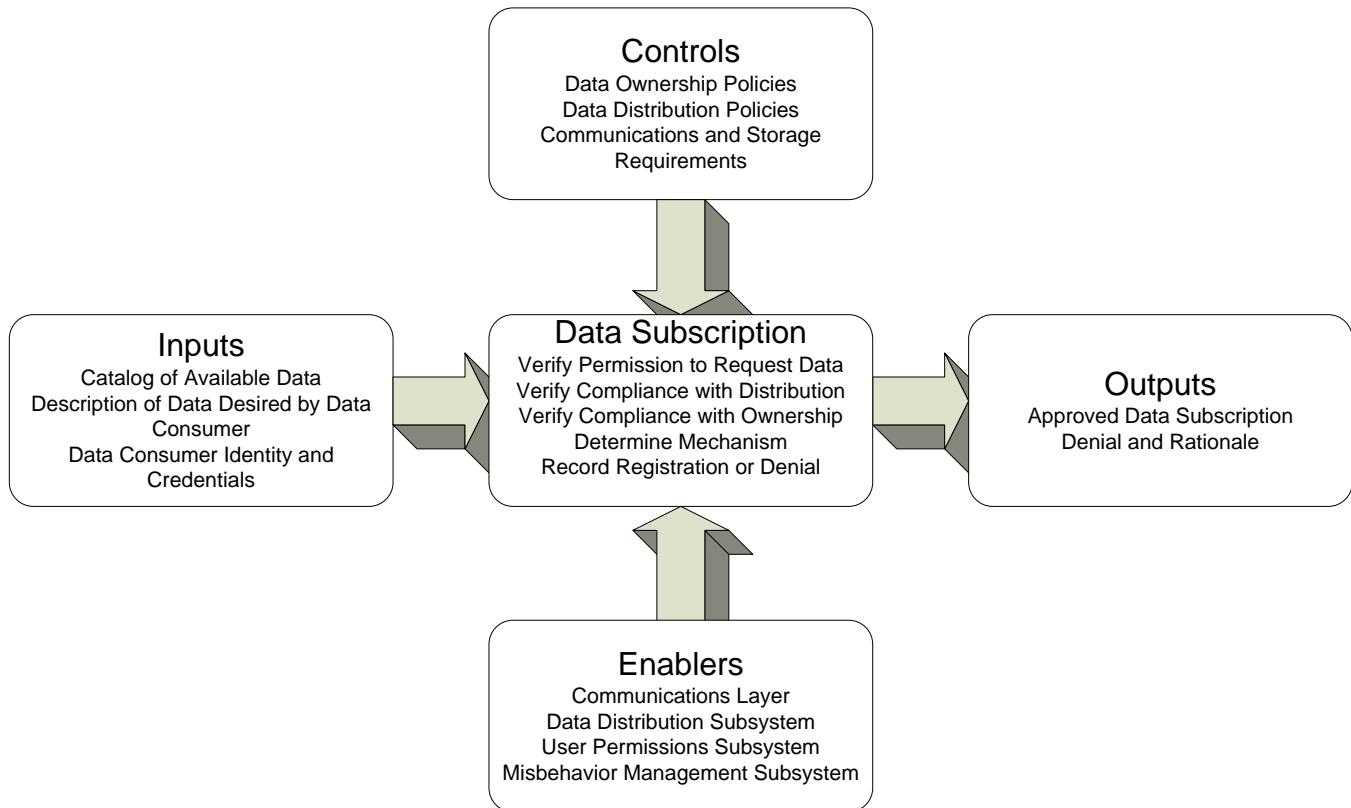 Controls
Data Ownership Policies
Data Distribution Policies
Communications and Storage
Requirements
Inputs
Catalog of Available Data
Description of Data Desired by Data
Consumer
Data Consumer Identity and
Credentials
Data Subscription
Verify Permission to Request Data
Verify Compliance with Distribution
Verify Compliance with Ownership
Determine Mechanism
Record Registration or Denial
Outputs
Approved Data Subscription
Denial and Rationale
Enablers
Communications Layer
Data Distribution Subsystem
User Permissions Subsystem
Misbehavior Management Subsystem